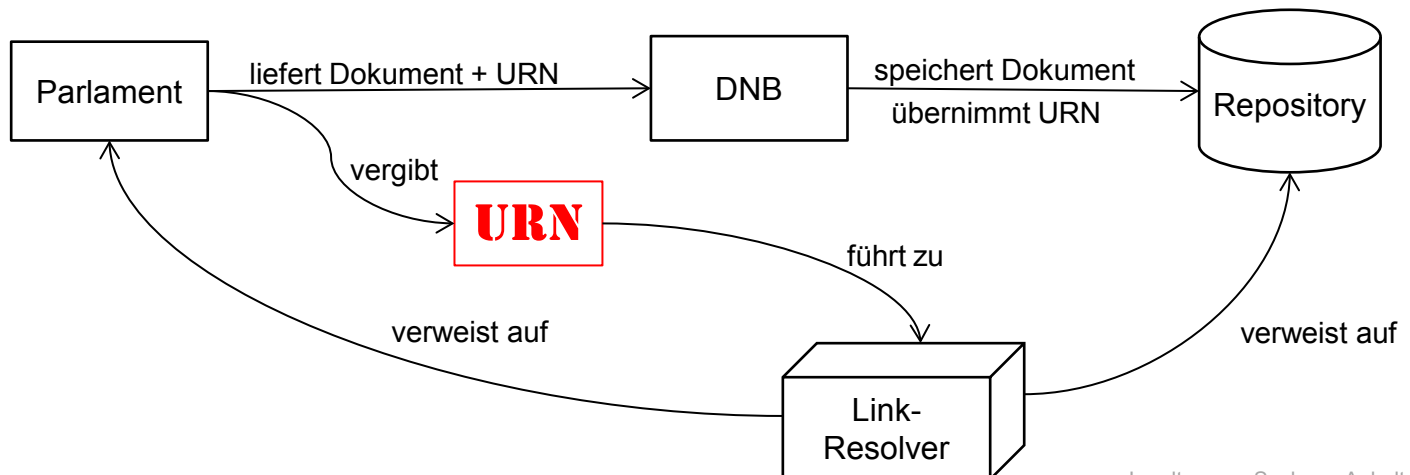 Parlament
liefert Dokument + URN
DNB
speichert Dokument
übernimmt URN
Repository
vergibt
URN
führt zu
verweist auf
verweist auf
Link-
Resolver